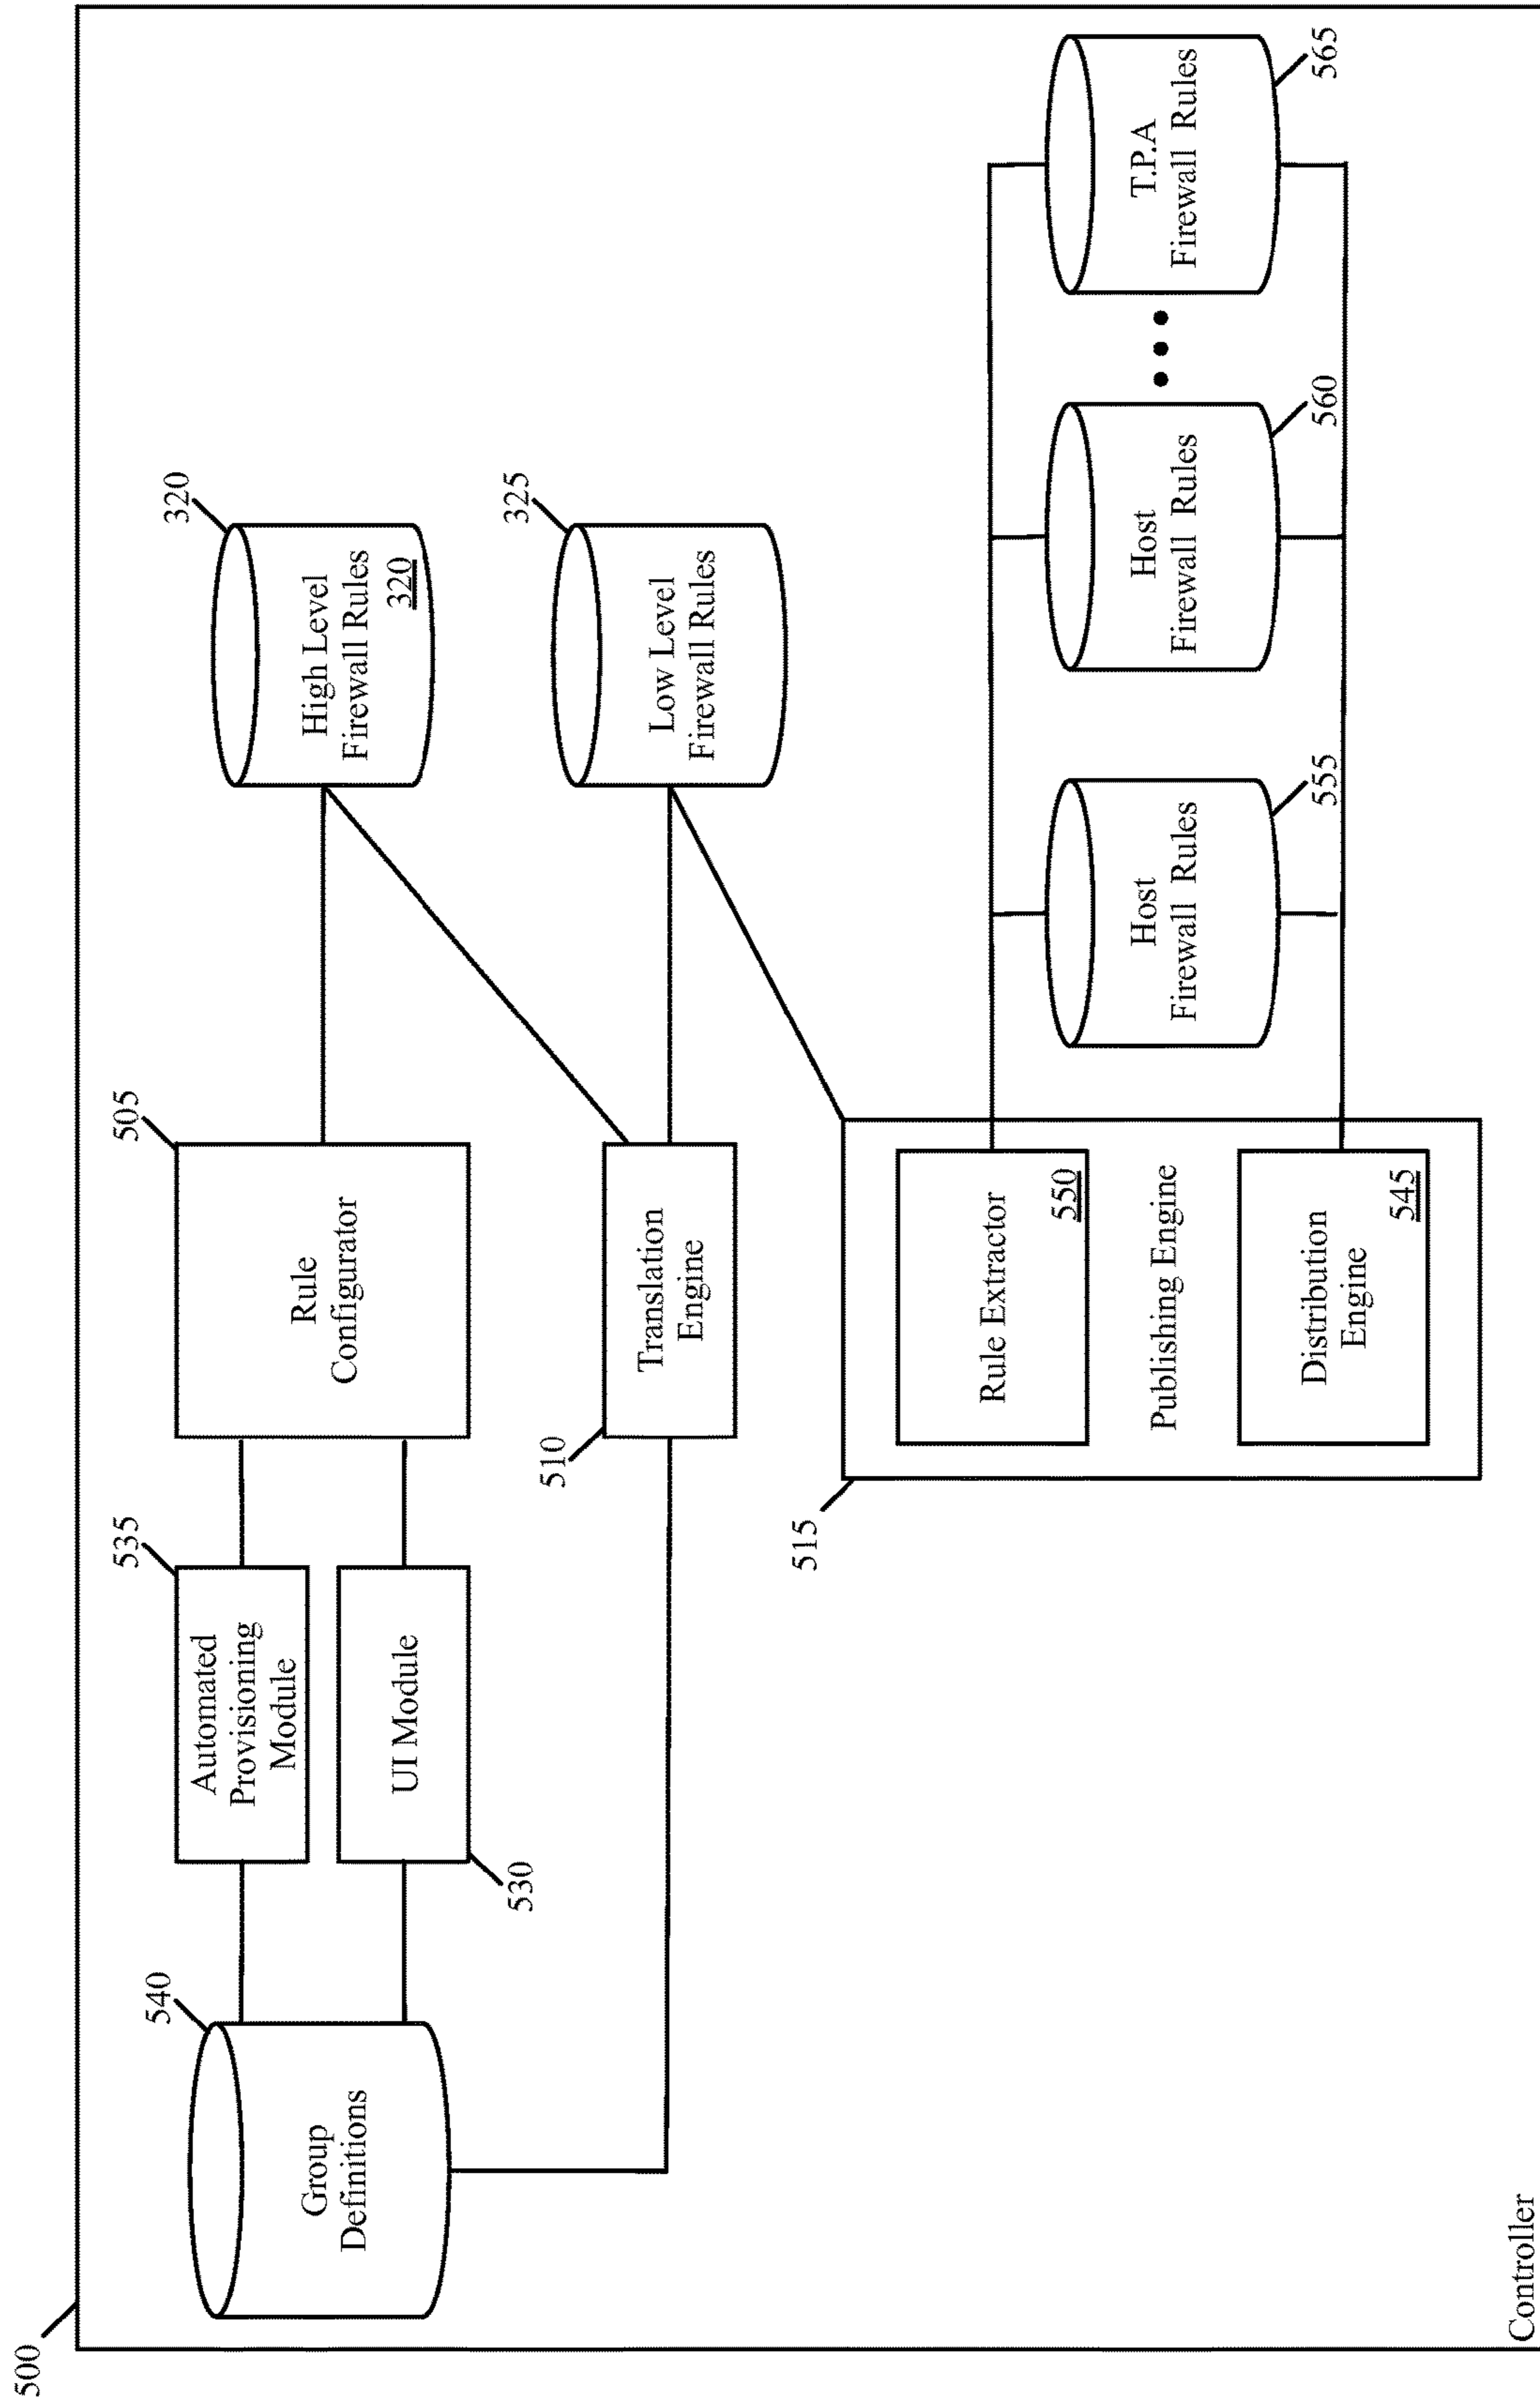 500
540
Group
Definitions
535
Automated
Provisioning
Module
UI Module
530
505
Rule
Configurator
320
High Level
Firewall Rules
320
510
Translation
Engine
325
Low Level
Firewall Rules
515
Rule Extractor
550
Publishing Engine
Distribution
Engine
545
Host
Firewall Rules
555
Host
Firewall Rules
560
T.P.A
Firewall Rules
565
Controller